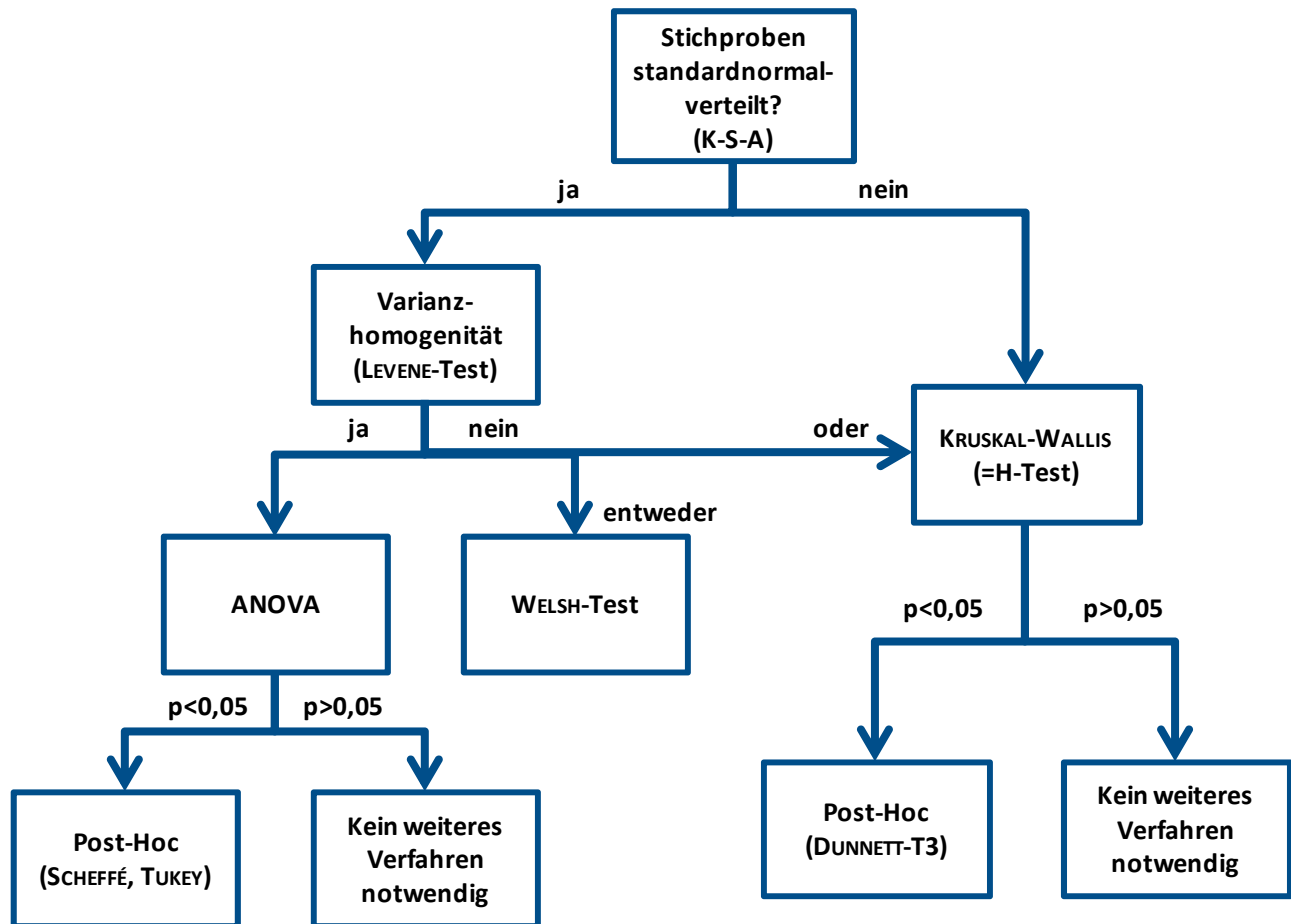 Stichproben
standardnormal-
verteilt?
(K-S-A)
ja
nein
Varianz-
homogenität
(LEVENE-Test)
ja
nein
oder
KRUSKAL-WALLIS
(=H-Test)
entweder
ANOVA
WELSH-Test
p<0,05
p>0,05
p<0,05
p>0,05
Post-Hoc
(SCHEFFÉ, TUKEY)
Kein weiteres
Verfahren
notwendig
Post-Hoc
(DUNNETT-T3)
Kein weiteres
Verfahren
notwendig